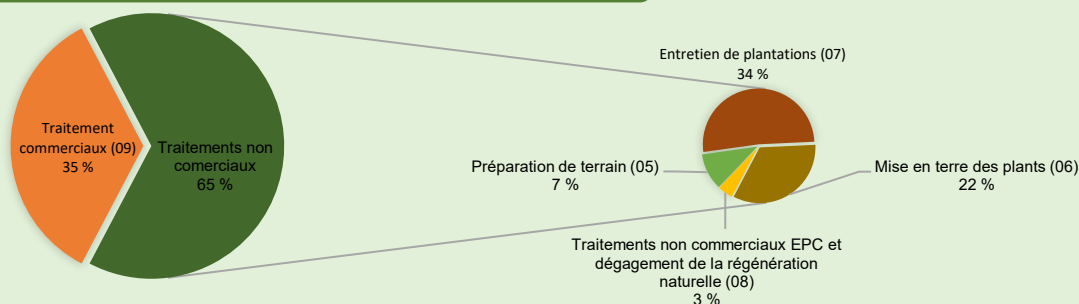 Traitement
commerciaux (09)
35 %
Traitements non
comerciaux
65 %
Entretien de plantations (07)
34 %
Préparation de terrain (05)
7 %
Mise en terre des plants (06)
22 %
Traitements non commerciaux EPC et
dégagement de la régénération
naturelle (08)
3 %